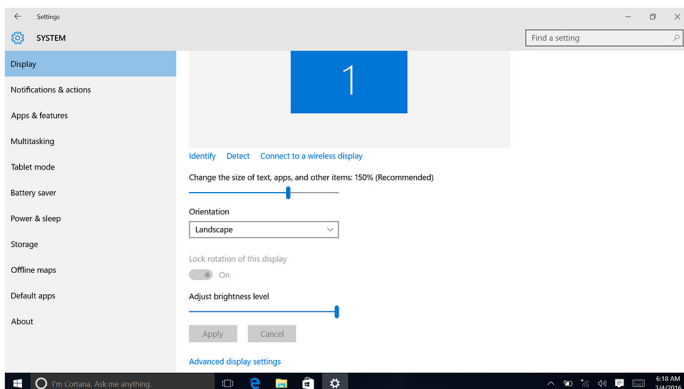 Settings
SYSTEM
Find a setting
Display
Notifications & actions
Apps & features
Multitasking
Tablet mode
Battery saver
Power & sleep
Storage
Offline maps
Default apps
About
1
Identify Detect Connect to a wireless display
Change the size of text, apps, and other items: 150% (Recommended)
Orientation
Landscape
Lock rotation of this display
On
Adjust brightness level
Apply Cancel
Advanced display settings
I'm Cortana. Ask me anything.
6:18 AM
3/4/2016